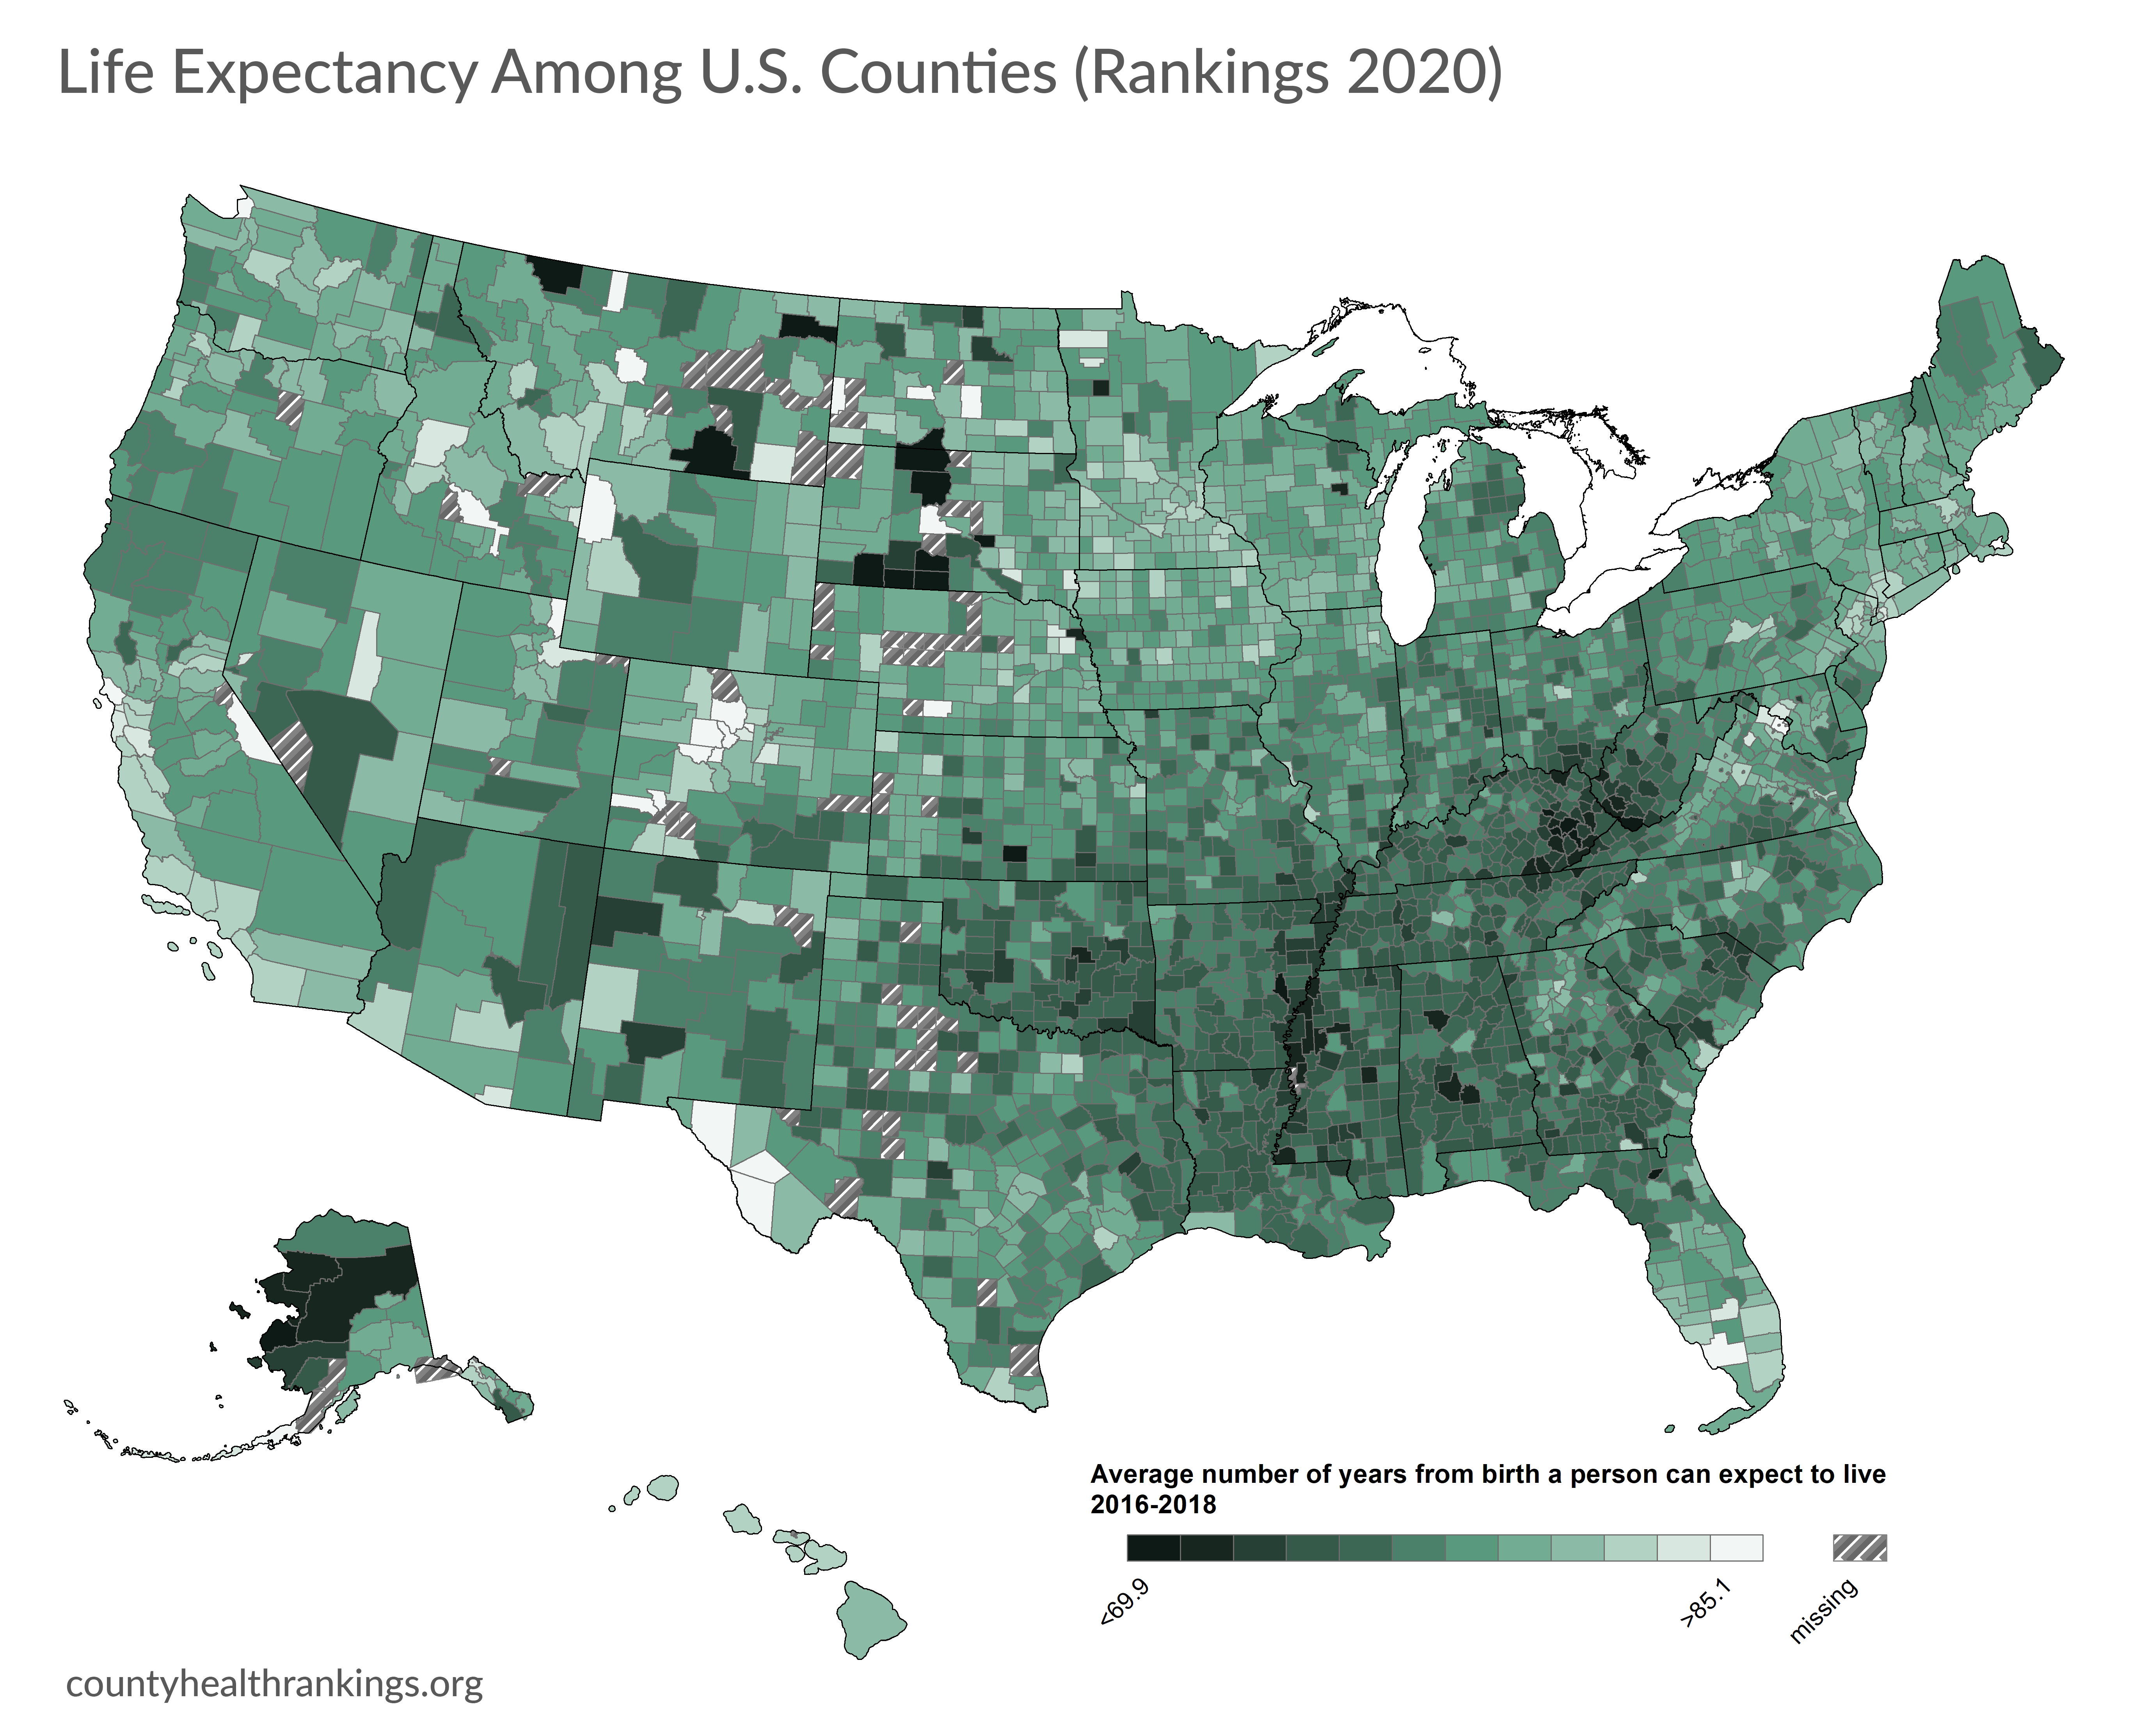 Life Expectancy Among U.S. Counties (Rankings 2020)
Average number of years from birth a person can expect to live
2016-2018
<69.9
>85.1
missing
countyhealthrankings.org